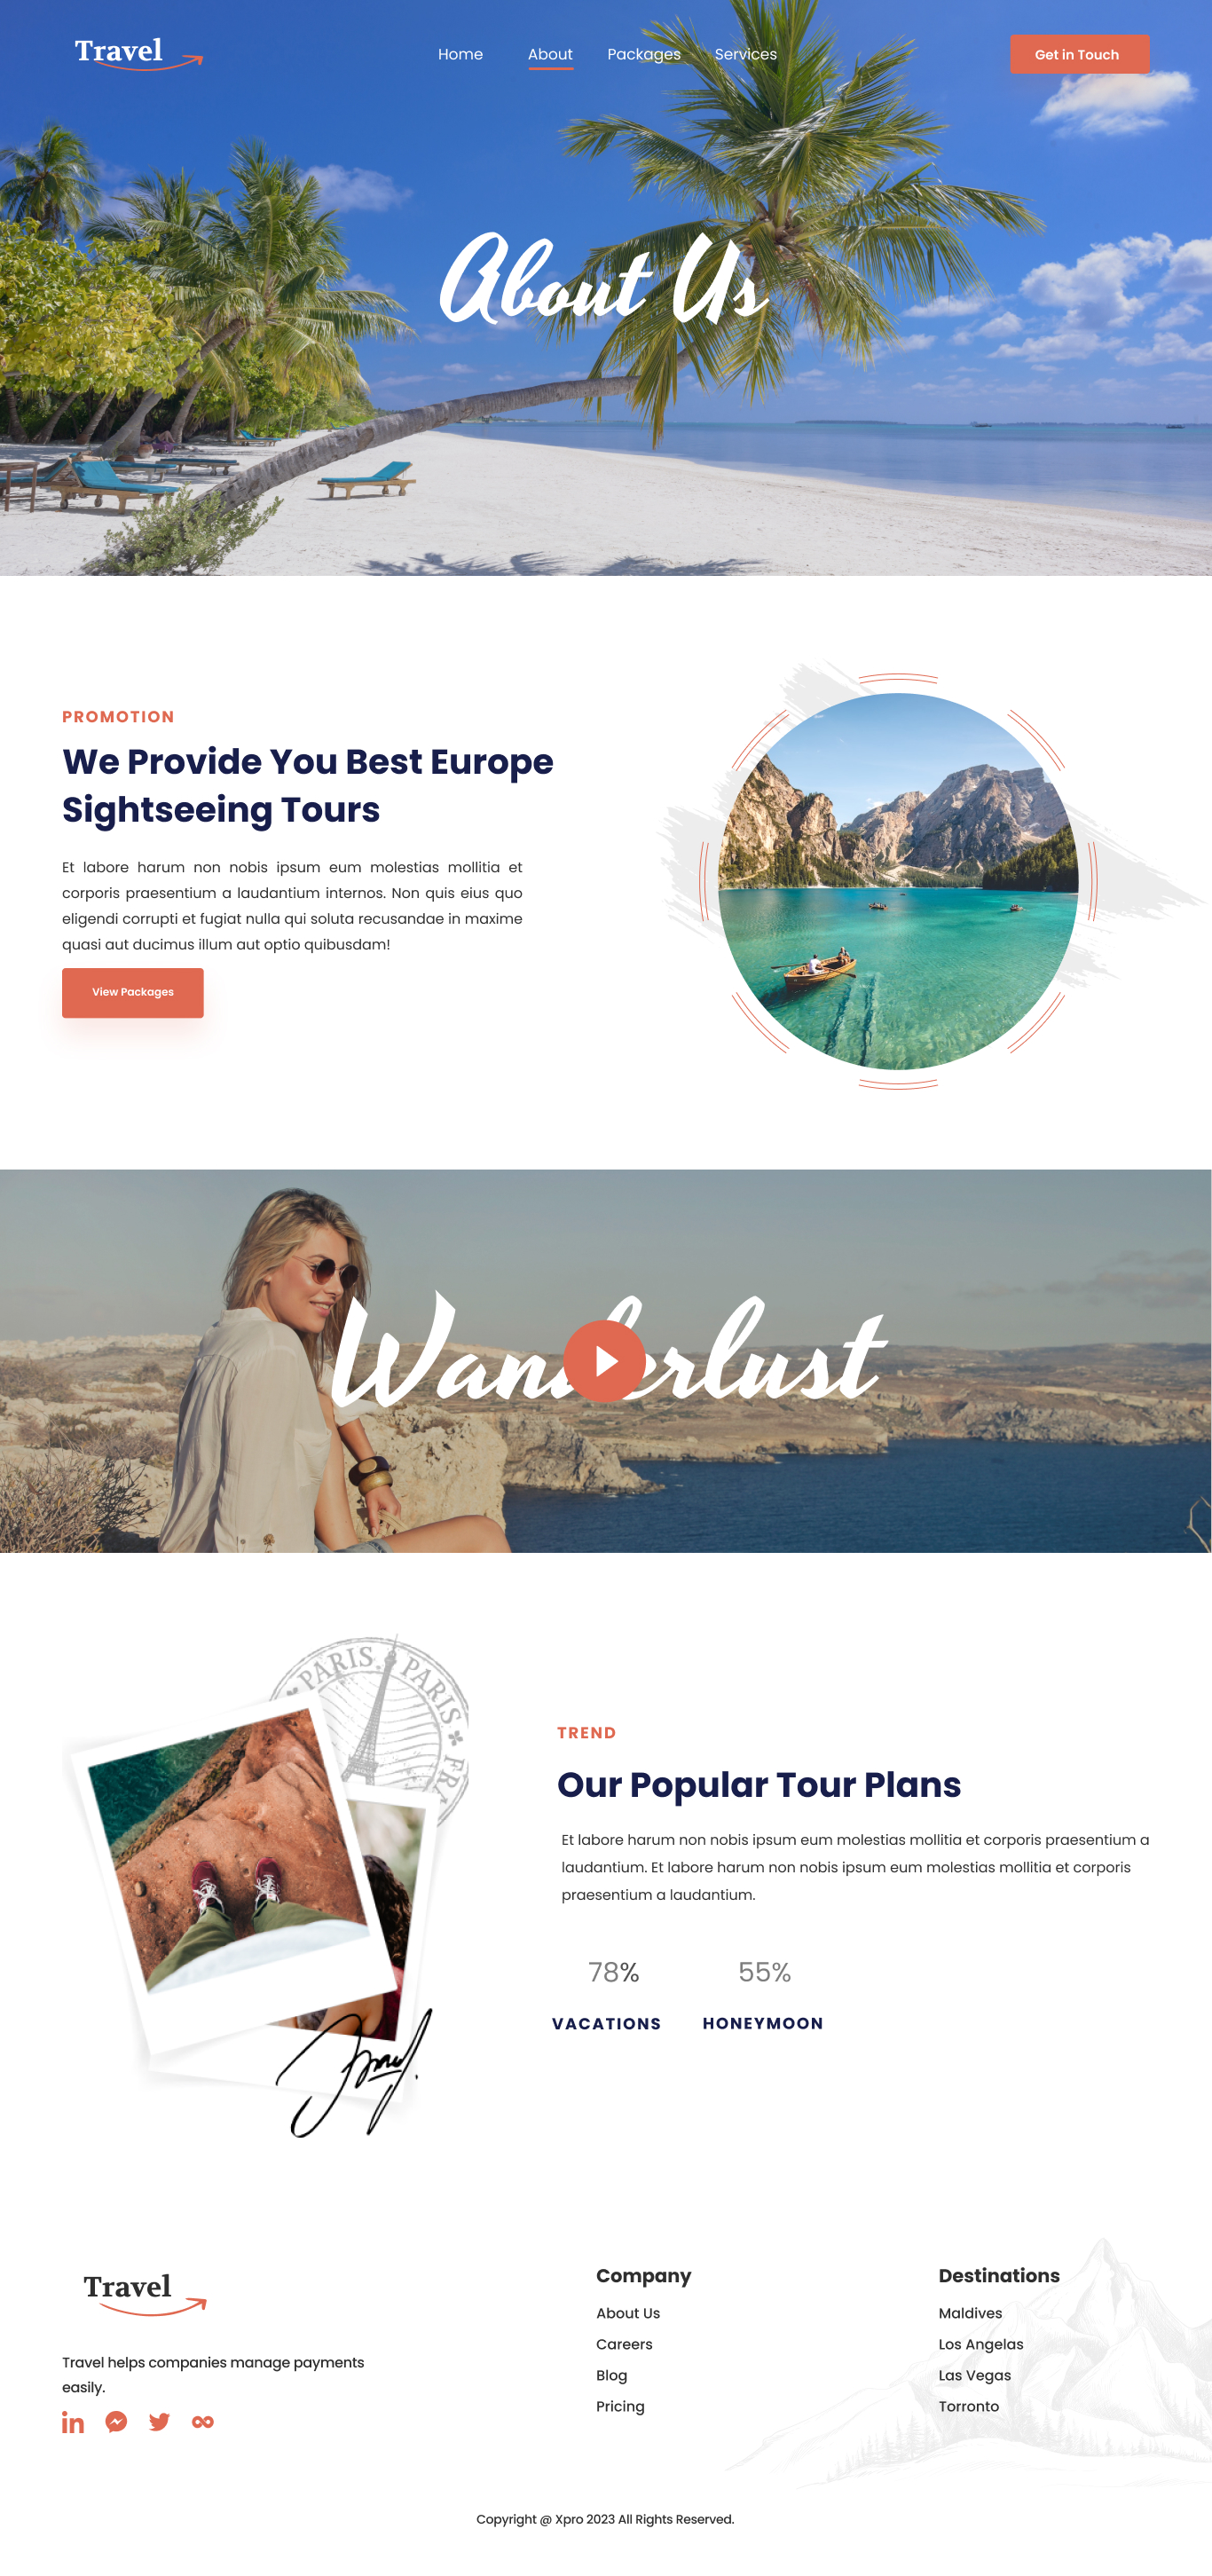 Travel
Home About Packages Services
Get in Touch
About Us
PROMOTION
We Provide You Best Europe
Sightseeing Tours
Et labore harum non nobis ipsum eum molestias mollitia et
corporis praesentium a laudantium internos. Non quis eius quo
eligendi corrupti et fugiat nulla qui soluta recusandae in maxime
quasi aut ducimus illum aut optio quibusdam!
View Packages
Wanderlust
PARIS PARIS FRA
TREND
Our Popular Tour Plans
Et labore harum non nobis ipsum eum molestias mollitia et corporis praesentium a
laudantium. Et labore harum non nobis ipsum eum molestias mollitia et corporis
praesentium a laudantium.
78% 55%
VACATIONS HONEYMOON
Travel
Travel helps companies manage payments
easily.
in
Company
About Us
Careers
Blog
Pricing
Destinations
Maldives
Los Angelas
Las Vegas
Torronto
Copyright @ Xpro 2023 All Rights Reserved.